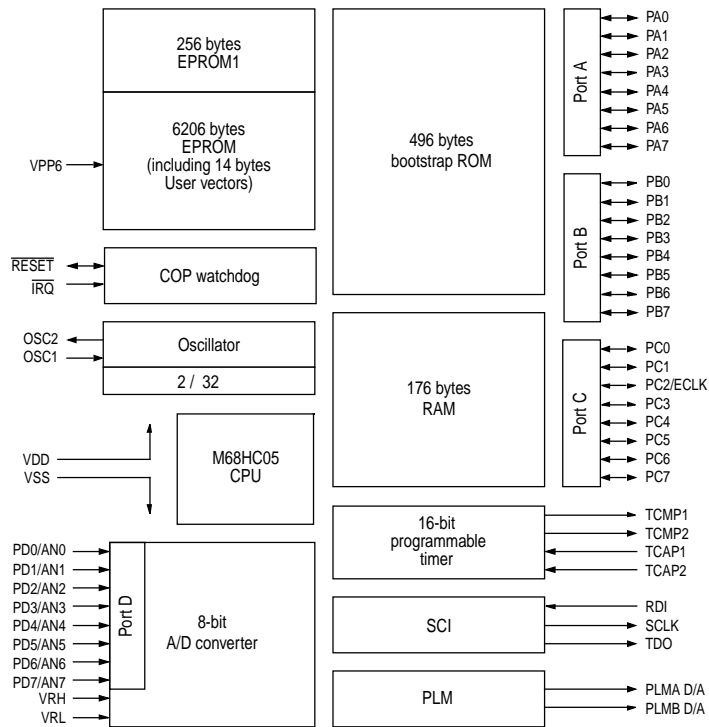 256 bytes
EPROM1
6206 bytes
EPROM
(including 14 bytes
User vectors)
VPP6
496 bytes
bootstrap ROM
Port A
PA0
PA1
PA2
PA3
PA4
PA5
PA6
PA7
Port B
PB0
PB1
PB2
PB3
PB4
PB5
PB6
PB7
RESET
IRQ
COP watchdog
OSC2
OSC1
Oscillator
2 / 32
176 bytes
RAM
Port C
PC0
PC1
PC2/ECLK
PC3
PC4
PC5
PC6
PC7
VDD
VSS
M68HC05
CPU
16-bit
programmable
timer
TCMP1
TCMP2
TCAP1
TCAP2
PD0/AN0
PD1/AN1
PD2/AN2
PD3/AN3
PD4/AN4
PD5/AN5
PD6/AN6
PD7/AN7
VRH
VRL
Port D
8-bit
A/D converter
SCI
RDI
SCLK
TDO
PLM
PLMA D/A
PLMB D/A